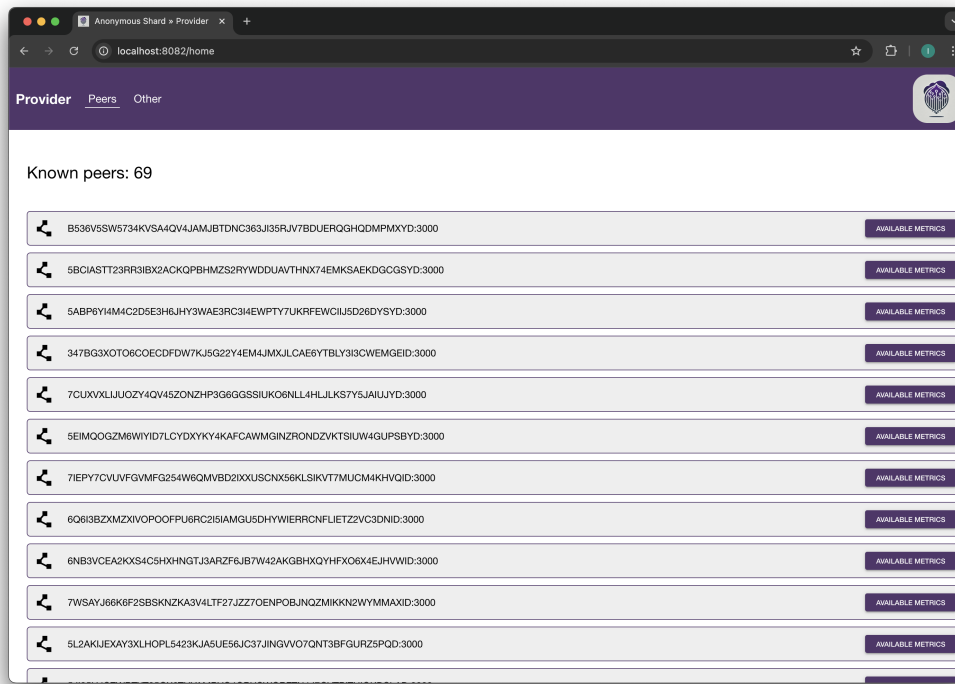 Anonymous Shard » Provider
localhost:8082/home
I
Provider Peers Other
Known peers: 69
B536V5SW5734KVSA4QV4JAMJBTDNC363JI35RJV7BDUERQGHQDMPMXYD:3000 AVAILABLE METRICS
5BCIASTT23RR3IBX2ACKQPBHMZS2RYWDDUAVTHNX74EMKSAEKDGCGSYD:3000 AVAILABLE METRICS
5ABP6YI4M4C2D5E3H6JHY3WAE3RC3I4EWPTY7UKRFEWCIIJ5D26DYSYD:3000 AVAILABLE METRICS
347BG3XOTO6COECDFDW7KJ5G22Y4EM4JMXJLCAE6YTBLY3I3CWEMGEID:3000 AVAILABLE METRICS
7CUXVXLIJUOZY4QV45ZONZHP3G6GGSSIUKO6NLL4HLJLKS7Y5JAIUJYD:3000 AVAILABLE METRICS
5EIMQOGZM6WIYID7LCYDXYKY4KAFCAWMGINZRONDZVKTSIUW4GUPSBYD:3000 AVAILABLE METRICS
7IEPY7CVUVFGVMFG254W6QMVBD2IXXUSCNX56KLSIKVT7MUCM4KHVQID:3000 AVAILABLE METRICS
6Q6I3BZXMZXIVOPOOFPU6RC2I5IAMGU5DHYWIERRCNFLIETZ2VC3DNID:3000 AVAILABLE METRICS
6NB3VCEA2KXS4C5HXHNGTJ3ARZF6JB7W42AKGBHXQYHFXO6X4EJHVWID:3000 AVAILABLE METRICS
7WSAYJ66K6F2SBSKNZKA3V4LTF27JZZ7OENPOBJNQZMIKKN2WYMMAXID:3000 AVAILABLE METRICS
5L2AKIJEXAY3XLHOPL5423KJA5UE56JC37JINGVVO7QNT3BFGURZ5PQD:3000 AVAILABLE METRICS